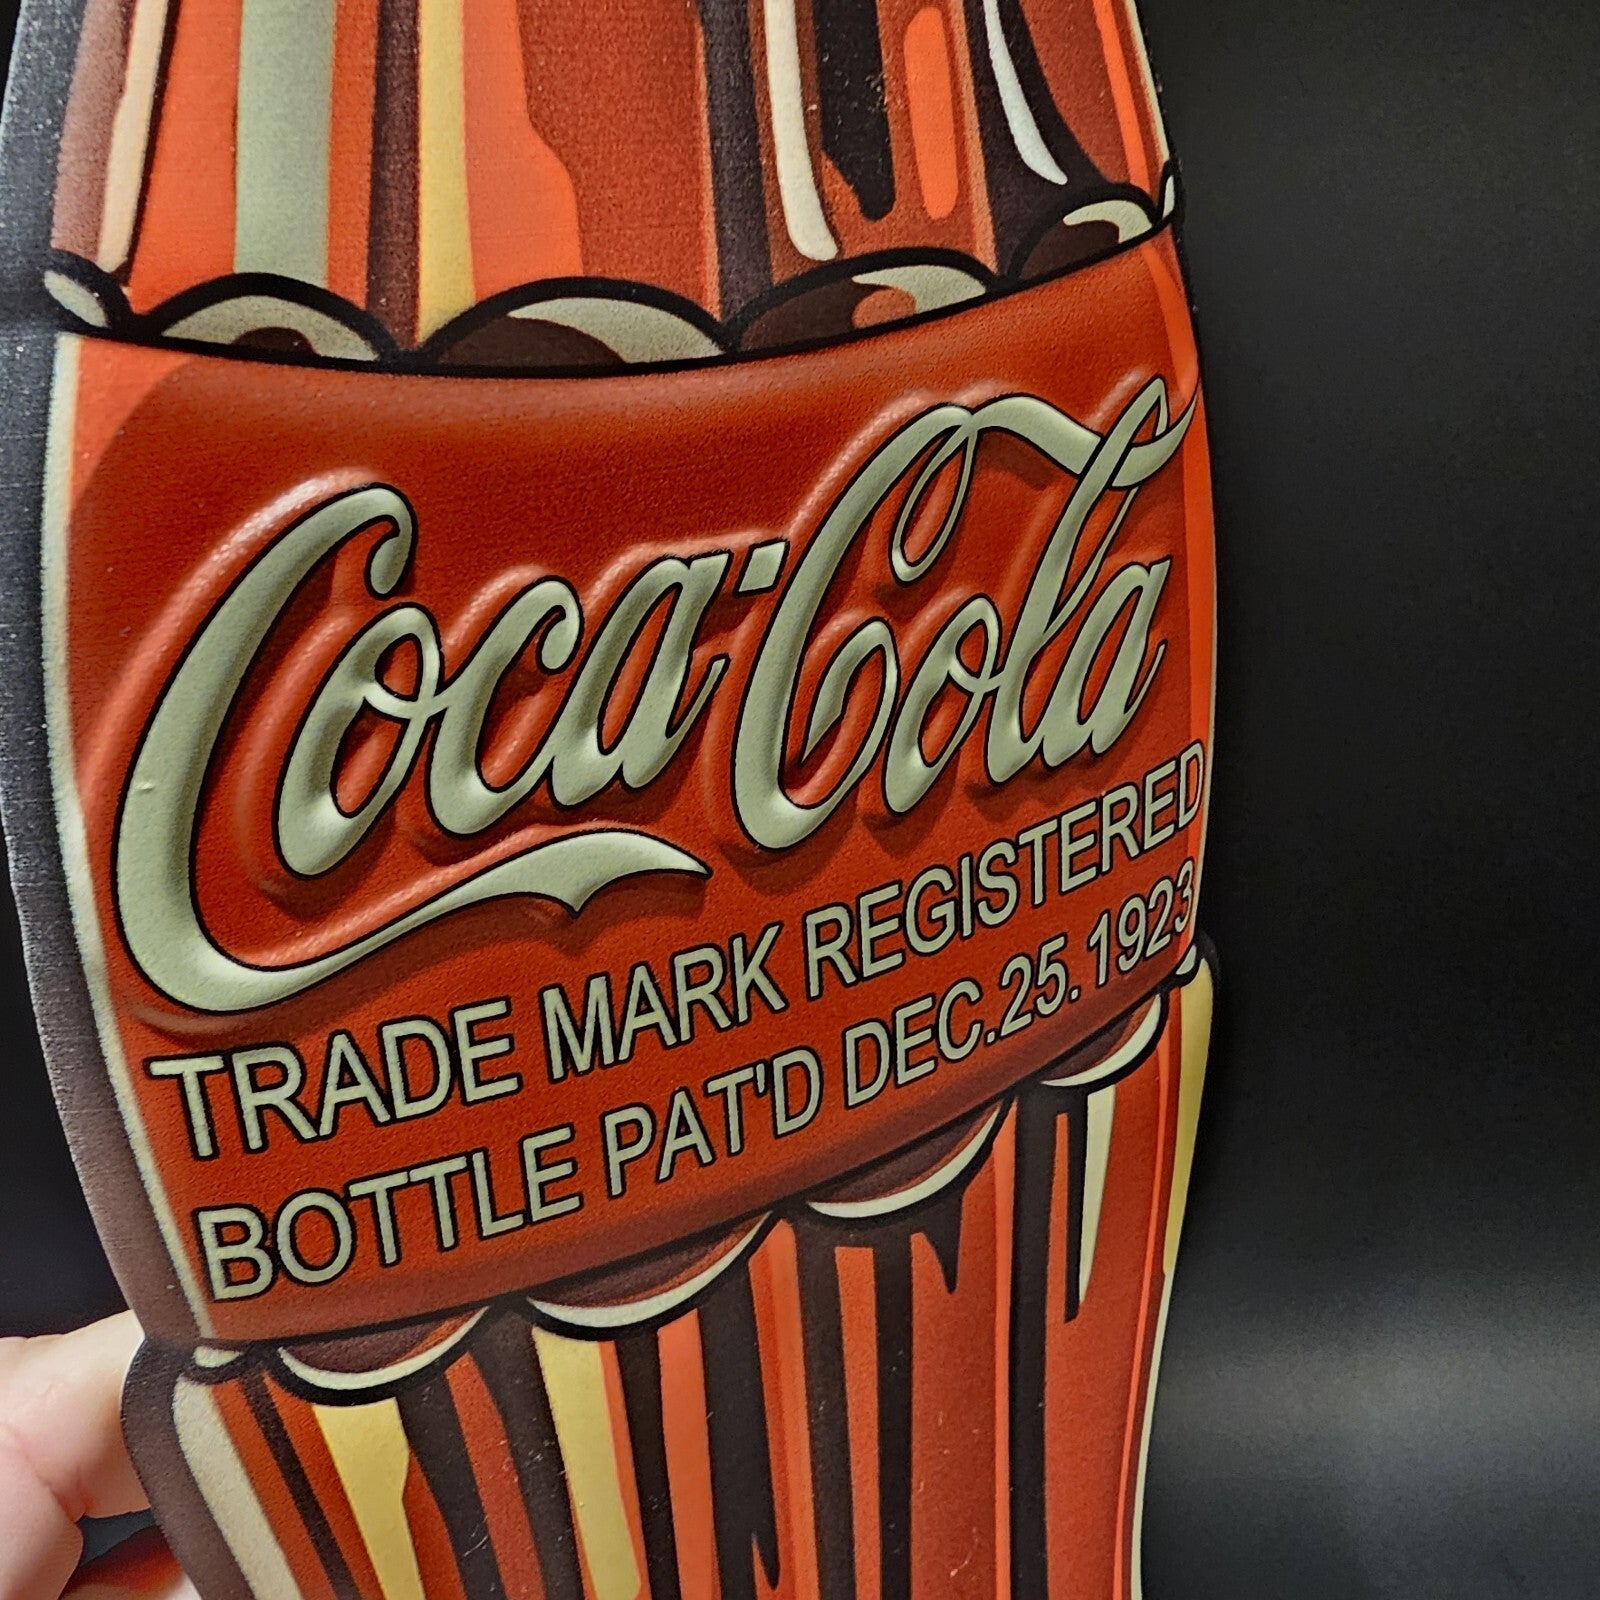 Coca-Cola
TRADE MARK REGISTERED
BOTTLE PAT'D DEC.25.1923